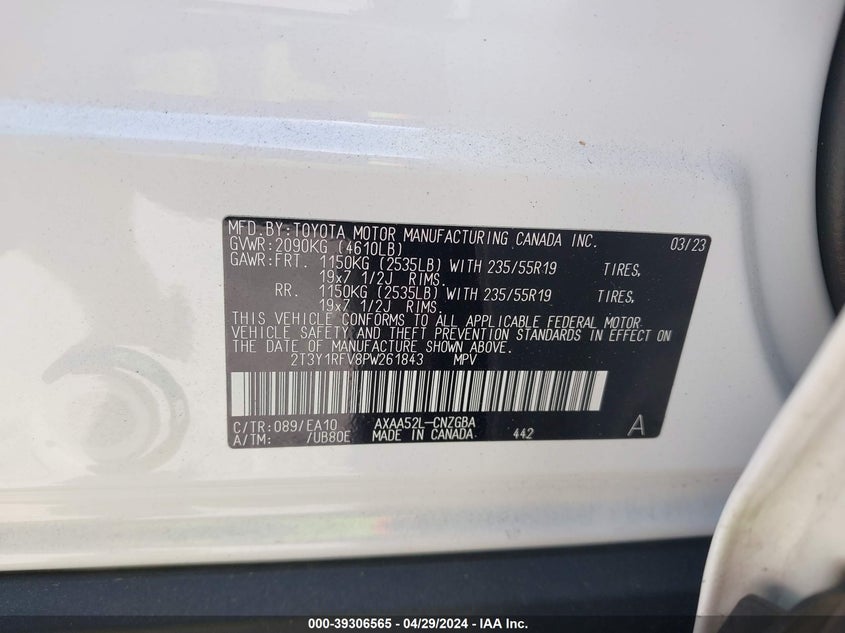 MFD.BY:TOYOTA MOTOR MANUFACTURING CANADA INC. 03/23
GVWR:2090KG (4610LB)
GAWR:FRT. 1150KG (2535LB) WITH 235/55R19 TIRES,
19x7 1/2J RIMS.
RR. 1150KG (2535LB) WITH 235/55R19 TIRES,
19x7 1/2J RIMS.
THIS VEHICLE CONFORMS TO ALL APPLICABLE FEDERAL MOTOR
VEHICLE SAFETY AND THEFT PREVENTION STANDARDS IN EFFECT ON
THE DATE OF MANUFACTURE SHOWN ABOVE.
2T3Y1RFV8PW261843 MPV
C/TR:089/EA10 AXAA52L-CNZGBA
A/TM: /UB80E MADE IN CANADA 442 A
000-39306565 | 04/29/2024 | IAA Inc.